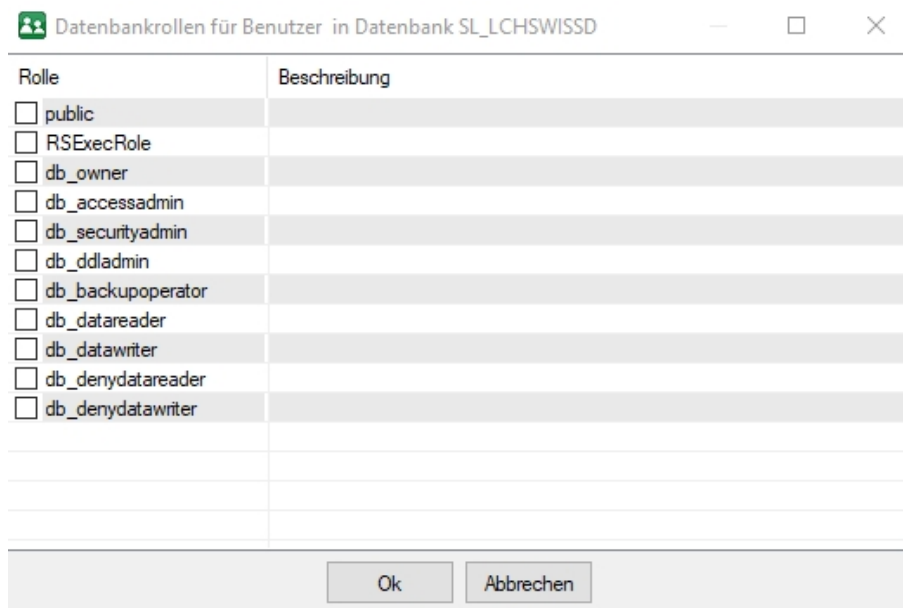 Datenbankrollen für Benutzer in Datenbank SL_LCHSWISSD
Rolle Beschreibung
public
RSExecRole
db_owner
db_accessadmin
db_securityadmin
db_ddladmin
db_backupoperator
db_datareader
db_datawriter
db_denydatareader
db_denydatawriter
Ok Abbrechen